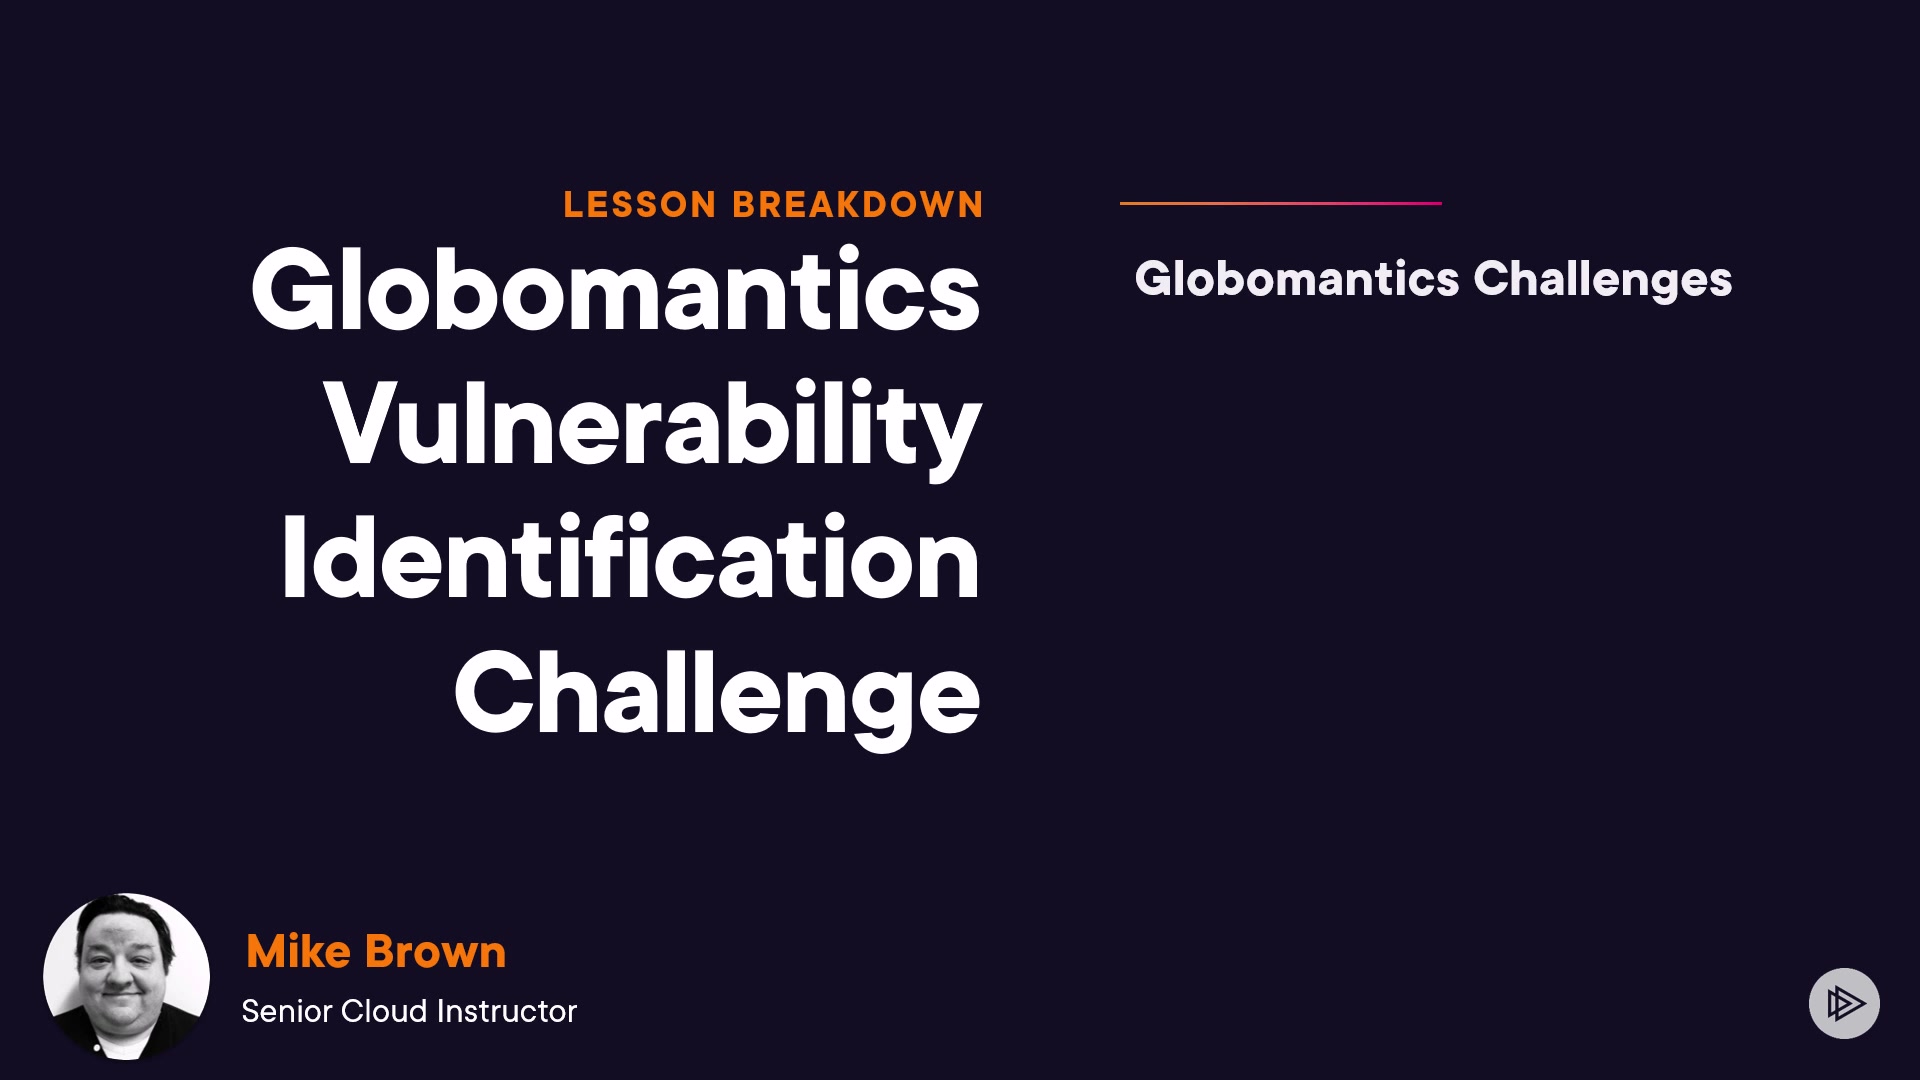 LESSON BREAKDOWN
Globomantics
Vulnerability
Identification
Challenge
Globomantics Challenges
Mike Brown
Senior Cloud Instructor